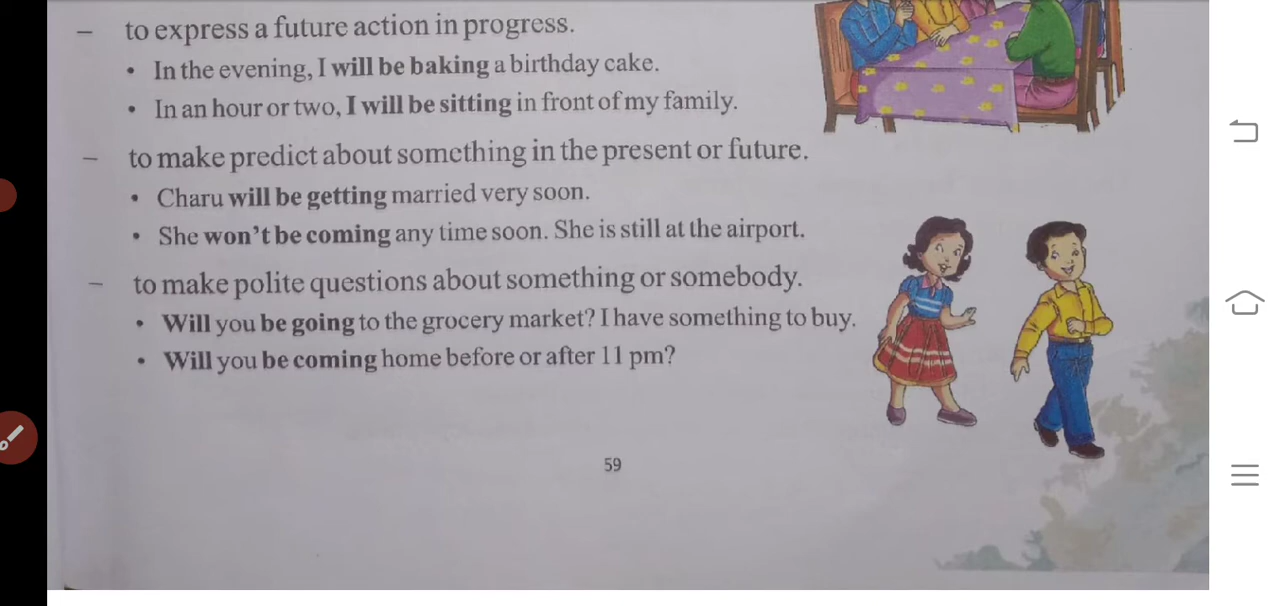 – to express a future action in progress.
• In the evening, I will be baking a birthday cake.
• In an hour or two, I will be sitting in front of my family.
– to make predict about something in the present or future.
• Charu will be getting married very soon.
• She won't be coming any time soon. She is still at the airport.
– to make polite questions about something or somebody.
• Will you be going to the grocery market? I have something to buy.
• Will you be coming home before or after 11 pm?
59